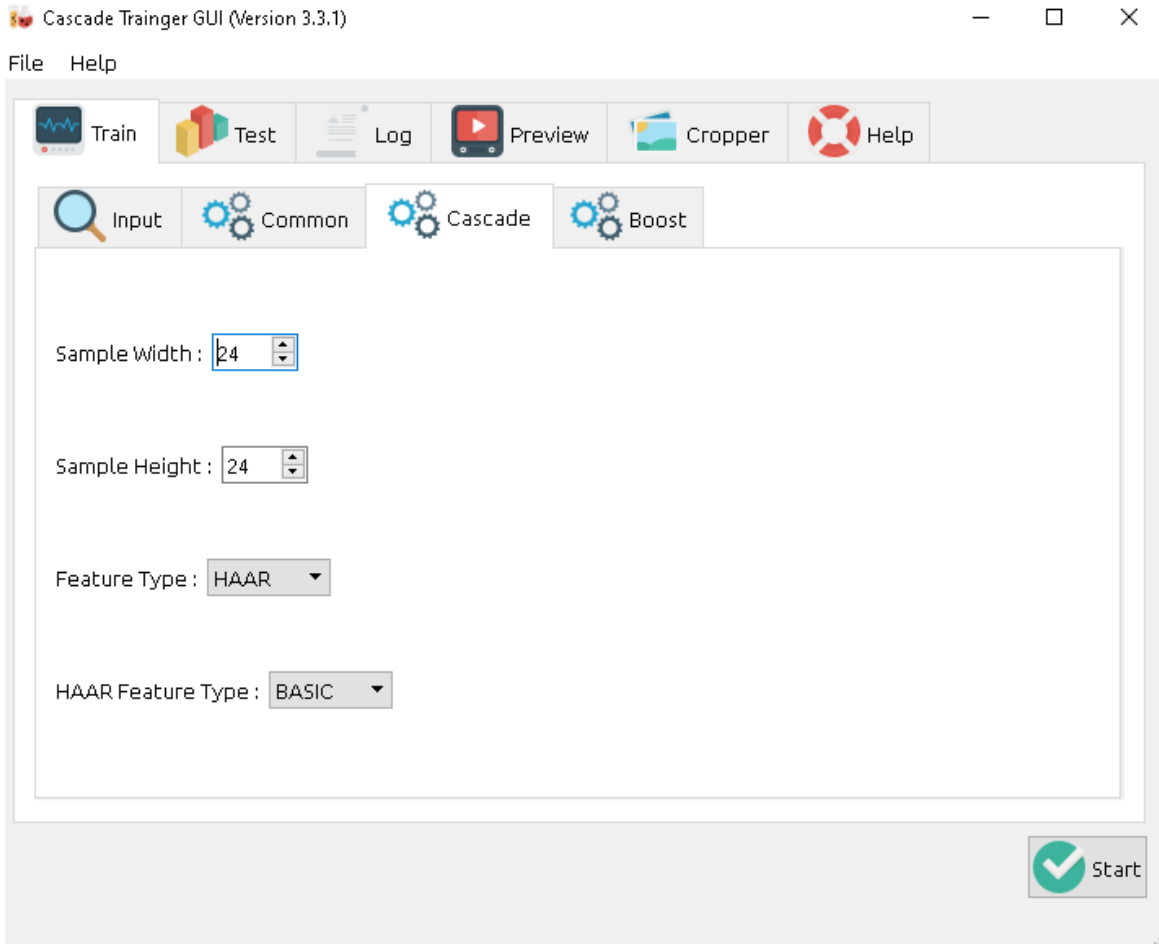 Cascade Trainger GUI (Version 3.3.1)
File Help
Train Test Log Preview Cropper Help
Input Common Cascade Boost
Sample Width : 24
Sample Height : 24
Feature Type : HAAR
HAAR Feature Type : BASIC
Start